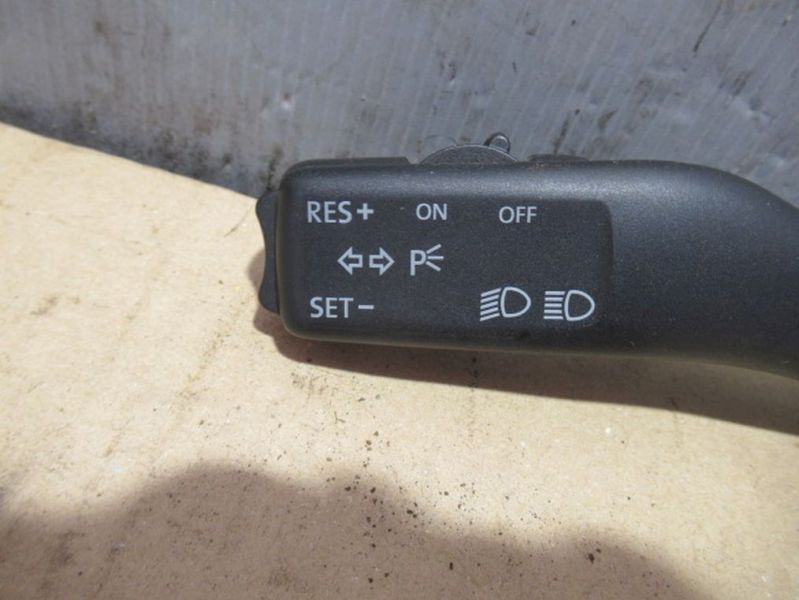 RES+ ON OFF
P
SET-